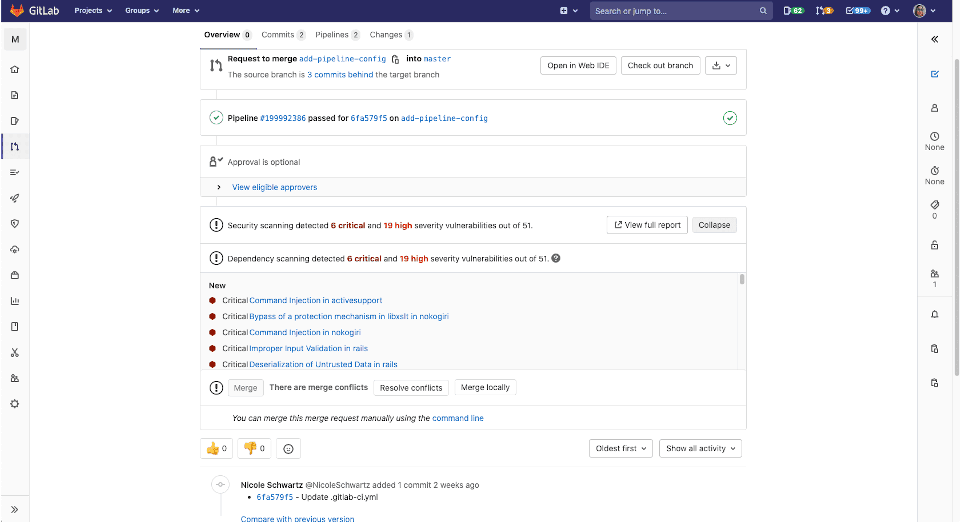 GitLab Projects Groups More Search or jump to... 62 3 99+
M Overview 0 Commits 2 Pipelines 2 Changes 1
Request to merge add-pipeline-config into master Open in Web IDE Check out branch
The source branch is 3 commits behind the target branch
Pipeline #199992386 passed for 6fa579f5 on add-pipeline-config
Approval is optional
View eligible approvers
Security scanning detected 6 critical and 19 high severity vulnerabilities out of 51. View full report Collapse
Dependency scanning detected 6 critical and 19 high severity vulnerabilities out of 51.
New
Critical Command Injection in activesupport
Critical Bypass of a protection mechanism in libxslt in nokogiri
Critical Command Injection in nokogiri
Critical Improper Input Validation in rails
Critical Deserialization of Untrusted Data in rails
Merge There are merge conflicts Resolve conflicts Merge locally
You can merge this merge request manually using the command line
0 0 Oldest first Show all activity
Nicole Schwartz @NicoleSchwartz added 1 commit 2 weeks ago
6fa579f5 - Update .gitlab-ci.yml
Compare with previous version
None
None
0
1